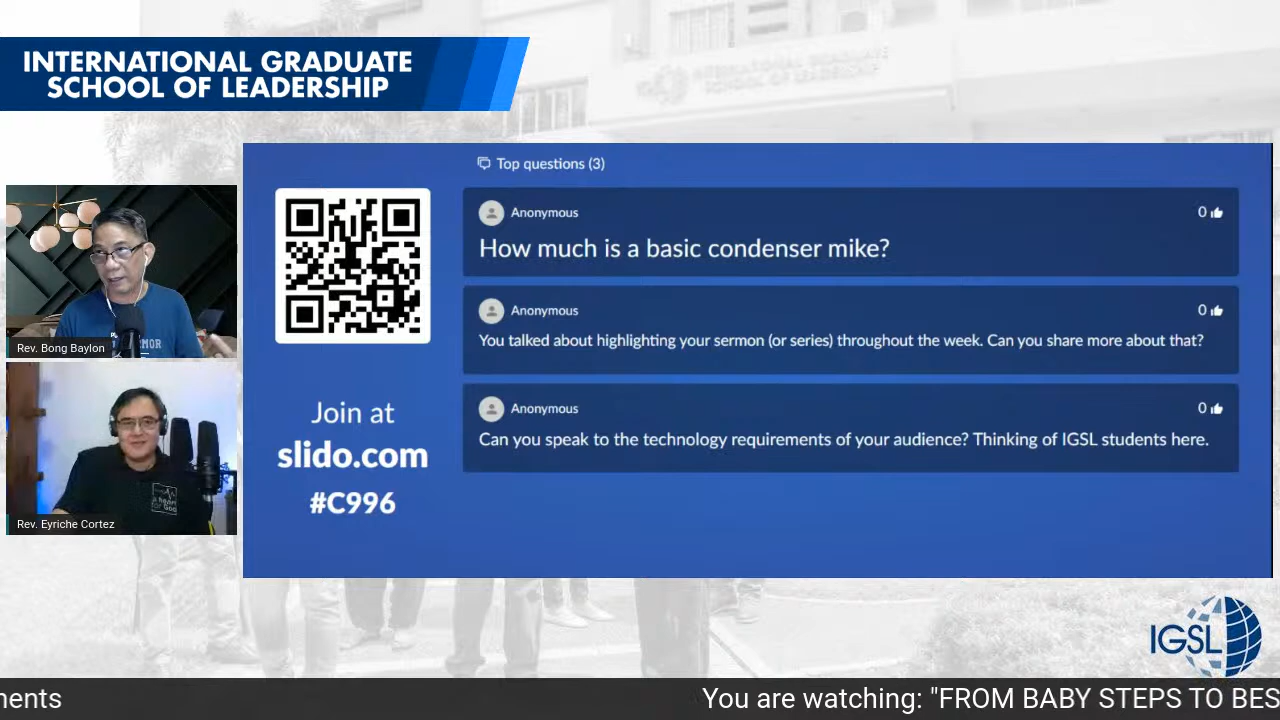 INTERNATIONAL GRADUATE
SCHOOL OF LEADERSHIP
Top questions (3)
Anonymous
0
How much is a basic condenser mike?
Anonymous
0
You talked about highlighting your sermon (or series) throughout the week. Can you share more about that?
Anonymous
0
Can you speak to the technology requirements of your audience? Thinking of IGSL students here.
Join at
slido.com
#C996
Rev. Bong Baylon
Rev. Eyriche Cortez
IGSL
nents
You are watching: "FROM BABY STEPS TO BES